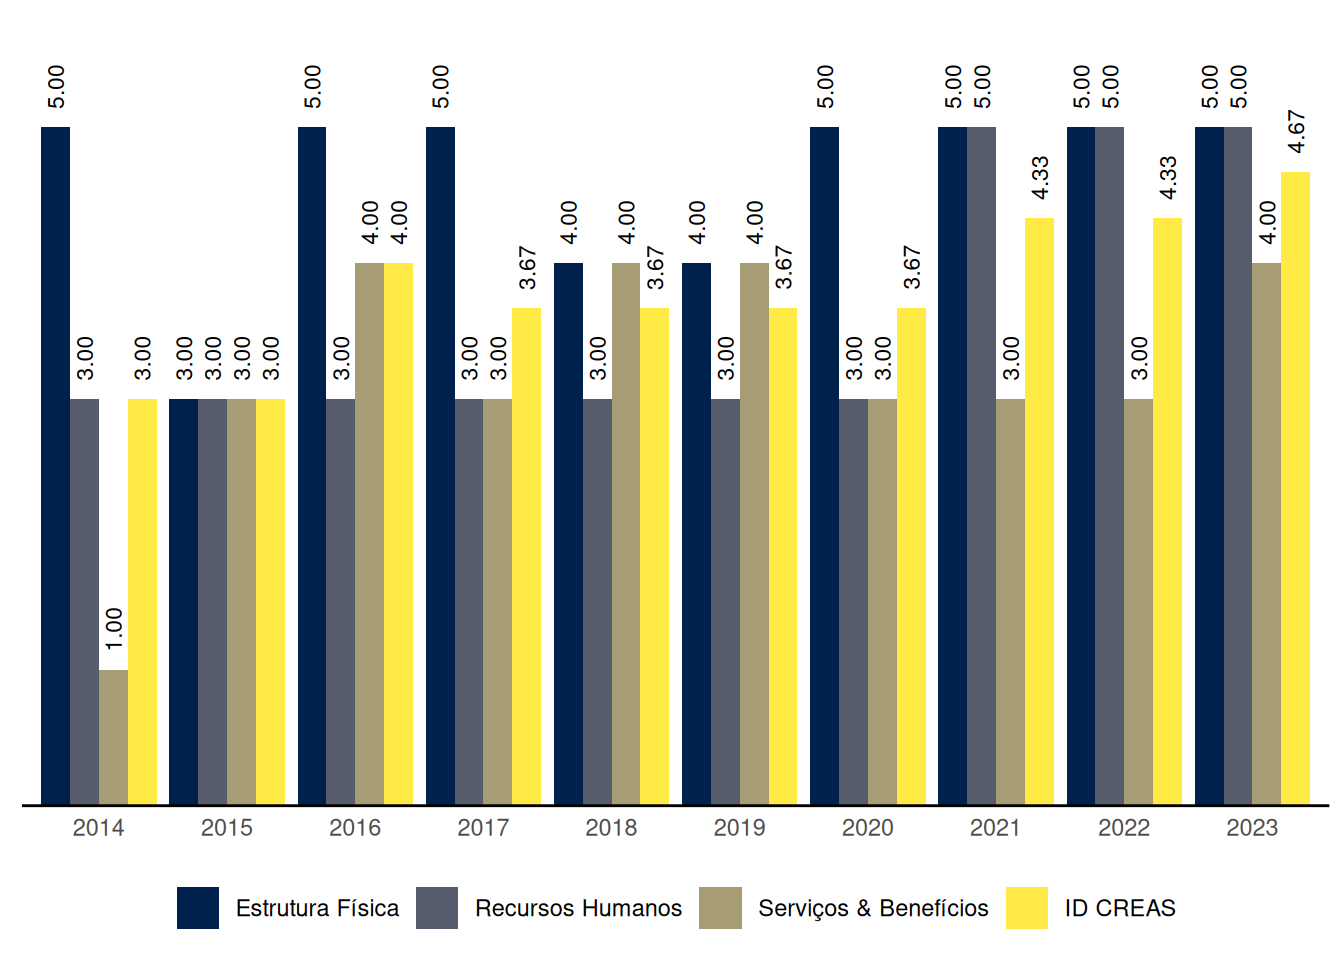 5.00 3.00 1.00 3.00 3.00 3.00 3.00 3.00 5.00 3.00 4.00 4.00 5.00 3.00 3.00 3.67 4.00 3.00 4.00 3.67 4.00 3.00 4.00 3.67 5.00 3.00 3.00 3.67 5.00 5.00 3.00 4.33 5.00 5.00 3.00 4.33 5.00 5.00 4.00 4.67
2014 2015 2016 2017 2018 2019 2020 2021 2022 2023
Estrutura Física Recursos Humanos Serviços & Benefícios ID CREAS